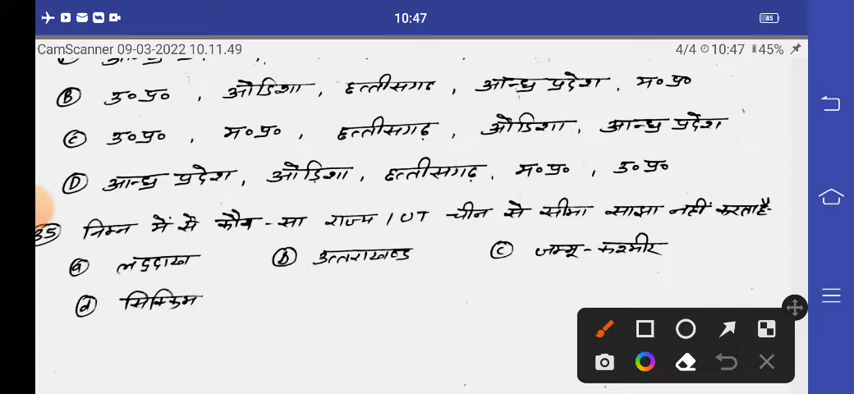 10:47
45
CamScanner 09-03-2022 10.11.49
4/4 10:47 45%
Ⓑ उ०प्र० , ओडिशा , छत्तीसगढ , आन्ध्र प्रदेश , म०प्र०
Ⓒ उ०प्र० , म०प्र० , छत्तीसगढ़ , ओडिशा , आन्ध्र प्रदेश
Ⓓ आन्ध्र प्रदेश , ओडिशा , छत्तीसगढ़ , म०प्र० , उ०प्र०
35 निम्न में से कौन-सा राज्य / UT चीन से सीमा साझा नहीं करता है-
ⓐ लद्दाख ⓑ उत्तराखण्ड ⓒ जम्मू-कश्मीर
ⓓ सिक्किम